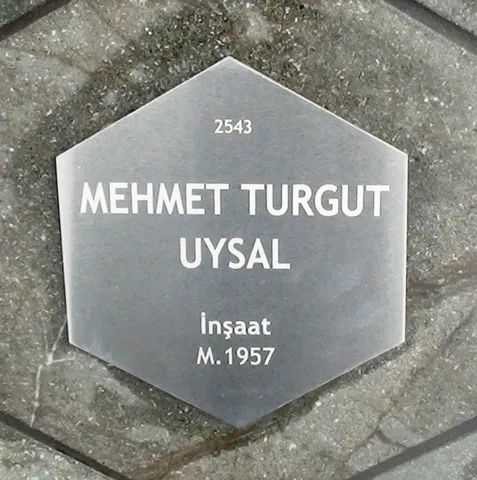 2543
MEHMET TURGUT
UYSAL
İnşaat
M.1957